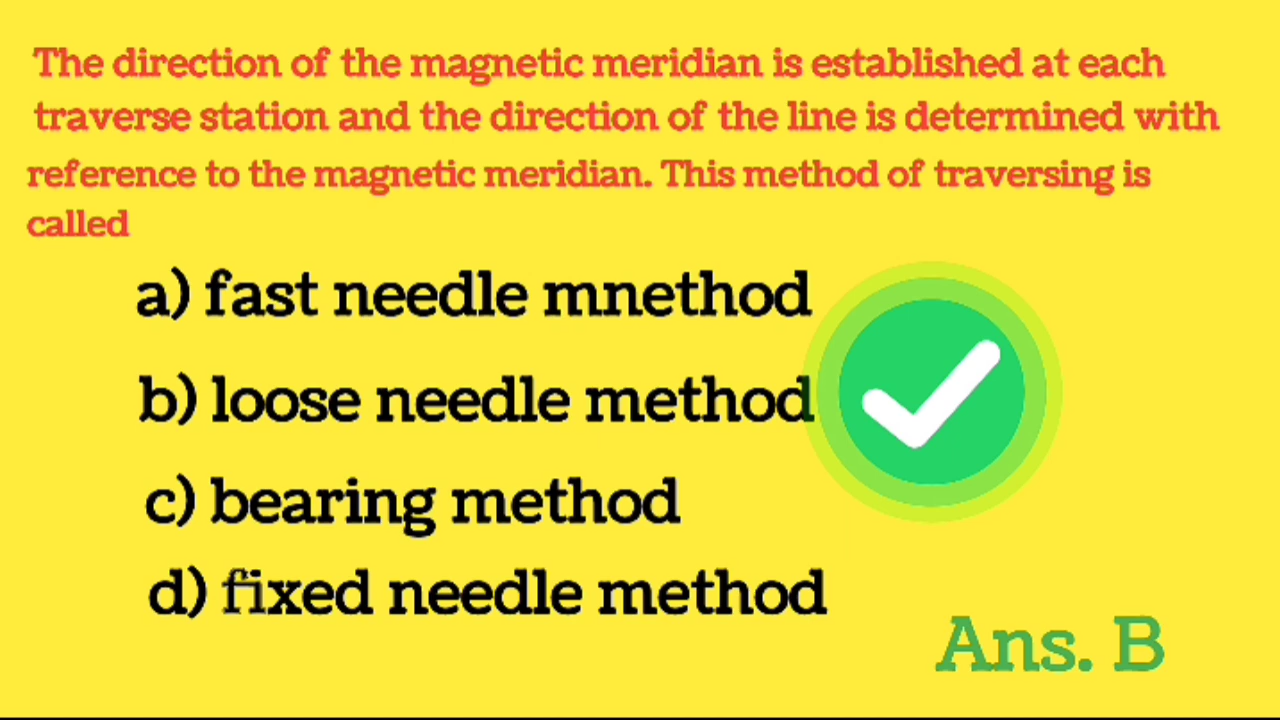 The direction of the magnetic meridian is established at each
traverse station and the direction of the line is determined with
reference to the magnetic meridian. This method of traversing is
called
a) fast needle mnethod
b) loose needle method
c) bearing method
d) fixed needle method
Ans. B